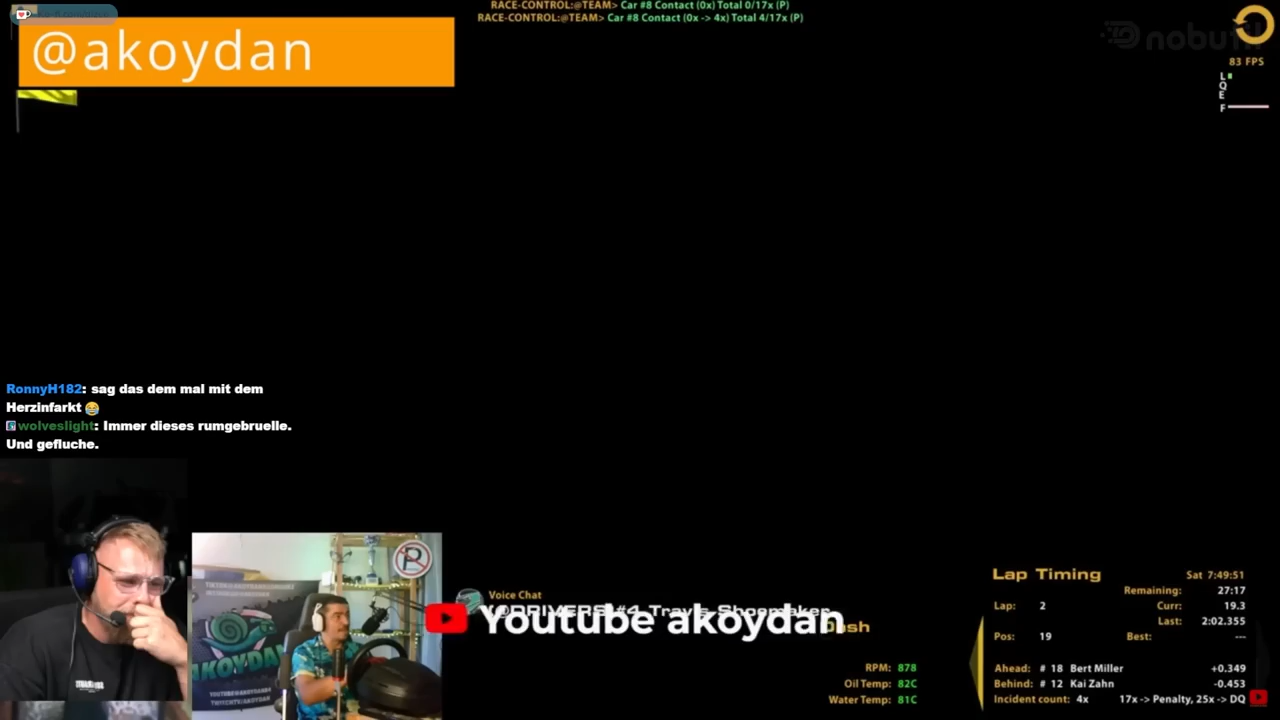 RACE-CONTROL:@TEAM> Car #8 Contact (0x) Total 0/17x (P)
RACE-CONTROL:@TEAM> Car #8 Contact (0x -> 4x) Total 4/17x (P)
@akoydan
83 FPS
L
Q
E
F
RonnyH182: sag das dem mal mit dem
Herzinfarkt 😂
wolveslight: Immer dieses rumgebruelle.
Und gefluche.
AKOYDAN
Voice Chat
Youtube akoydan
RPM: 878
Oil Temp: 82C
Water Temp: 81C
Lap Timing
Sat 7:49:51
Remaining: 27:17
Lap: 2 Curr: 19.3
Last: 2:02.355
Pos: 19 Best: ---
Ahead: # 18 Bert Miller +0.349
Behind: # 12 Kai Zahn -0.453
Incident count: 4x 17x -> Penalty, 25x -> DQ